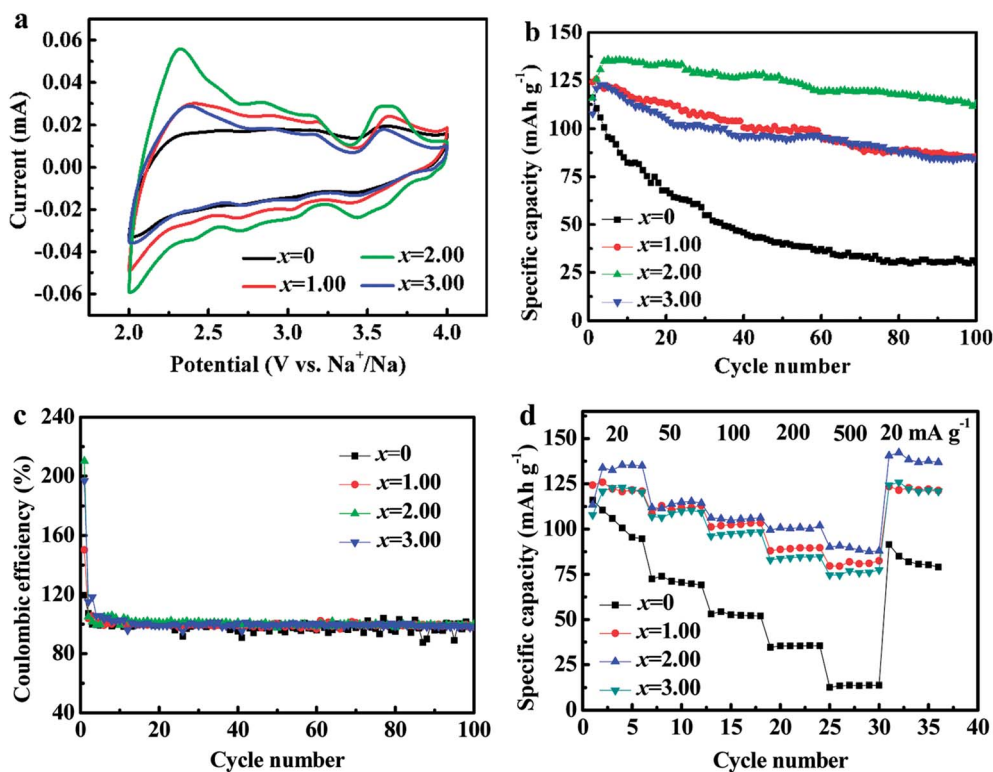 a
0.06
0.04
0.02
0.00
-0.02
-0.04
-0.06
Current (mA)
x=0
x=2.00
x=1.00
x=3.00
2.0 2.5 3.0 3.5 4.0
Potential (V vs. Na⁺/Na)
b
150
125
100
75
50
25
0
Specific capacity (mAh g⁻¹)
x=0
x=1.00
x=2.00
x=3.00
0 20 40 60 80 100
Cycle number
c
240
200
160
120
80
40
Coulombic efficiency (%)
x=0
x=1.00
x=2.00
x=3.00
0 20 40 60 80 100
Cycle number
d
150
125
100
75
50
25
0
Specific capacity (mAh g⁻¹)
20 50 100 200 500 20 mA g⁻¹
x=0
x=1.00
x=2.00
x=3.00
0 5 10 15 20 25 30 35 40
Cycle number